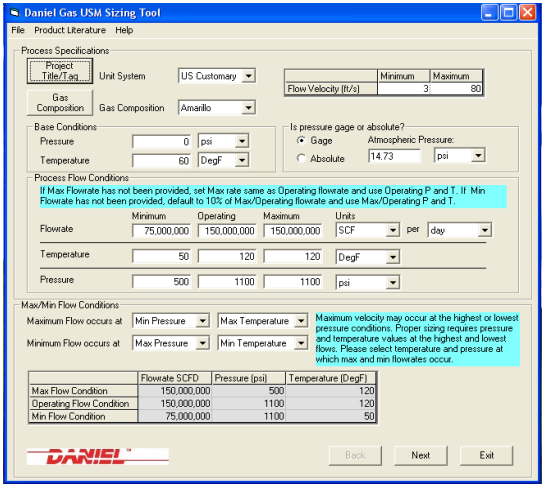 Daniel Gas USM Sizing Tool
File Product Literature Help
Process Specifications
Project Title/Tag
Unit System US Customary
Minimum Maximum
Flow Velocity (ft/s) 3 80
Gas Composition
Gas Composition Amarillo
Base Conditions
Pressure 0 psi
Temperature 60 DegF
Is pressure gage or absolute?
Gage
Absolute
Atmospheric Pressure:
14.73 psi
Process Flow Conditions
If Max Flowrate has not been provided, set Max rate same as Operating flowrate and use Operating P and T. If Min
Flowrate has not been provided, default to 10% of Max/Operating flowrate and use Max/Operating P and T.
Minimum Operating Maximum Units
Flowrate 75,000,000 150,000,000 150,000,000 SCF per day
Temperature 50 120 120 DegF
Pressure 500 1100 1100 psi
Max/Min Flow Conditions
Maximum Flow occurs at Min Pressure Max Temperature
Minimum Flow occurs at Max Pressure Min Temperature
Maximum velocity may occur at the highest or lowest
pressure conditions. Proper sizing requires pressure
and temperature values at the highest and lowest
flows. Please select temperature and pressure at
which max and min flowrates occur.
Flowrate SCFD Pressure (psi) Temperature (DegF)
Max Flow Condition 150,000,000 500 120
Operating Flow Condition 150,000,000 1100 120
Min Flow Condition 75,000,000 1100 50
DANIEL™
Back Next Exit